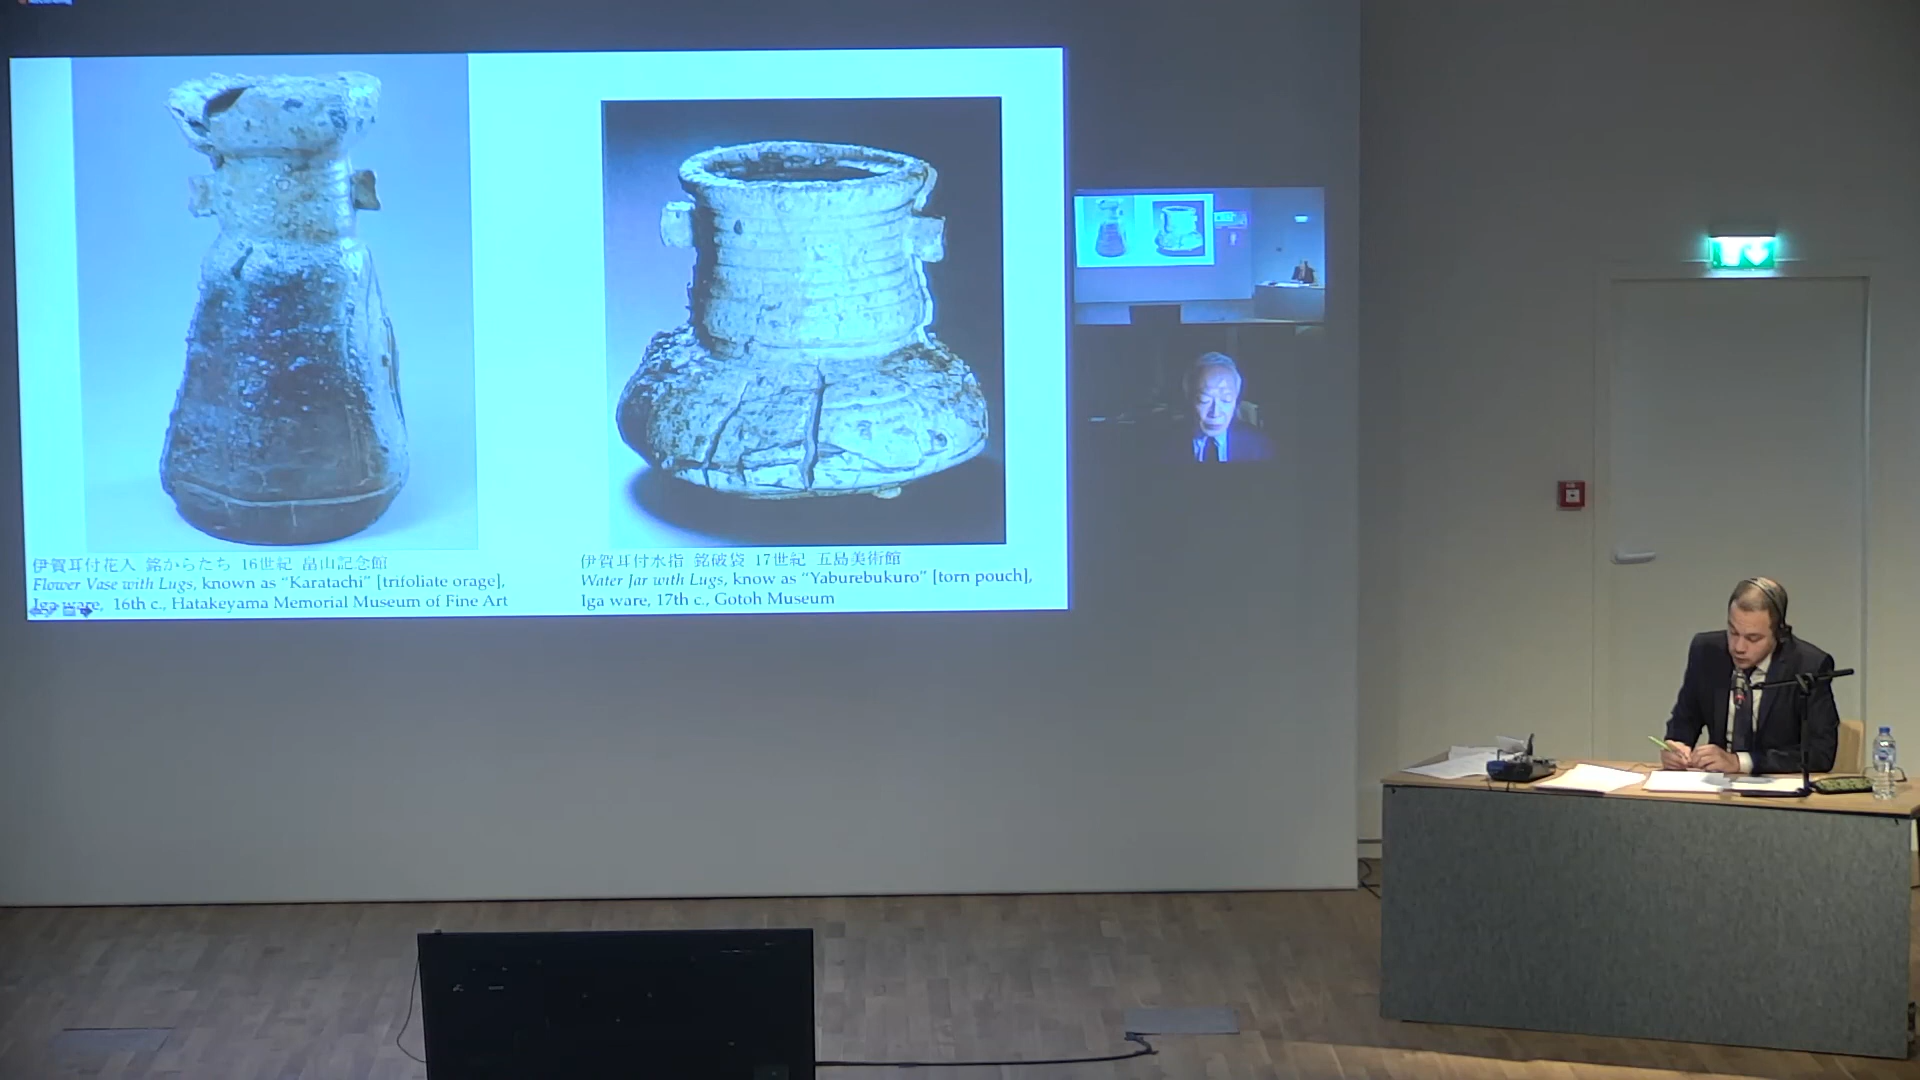 伊賀耳付花入 銘からたち 16世紀 畠山記念館
Flower Vase with Lugs, known as “Karatachi” [trifoliate orage],
Iga ware, 16th c., Hatakeyama Memorial Museum of Fine Art
伊賀耳付水指 銘破袋 17世紀 五島美術館
Water Jar with Lugs, know as “Yaburebukuro” [torn pouch],
Iga ware, 17th c., Gotoh Museum